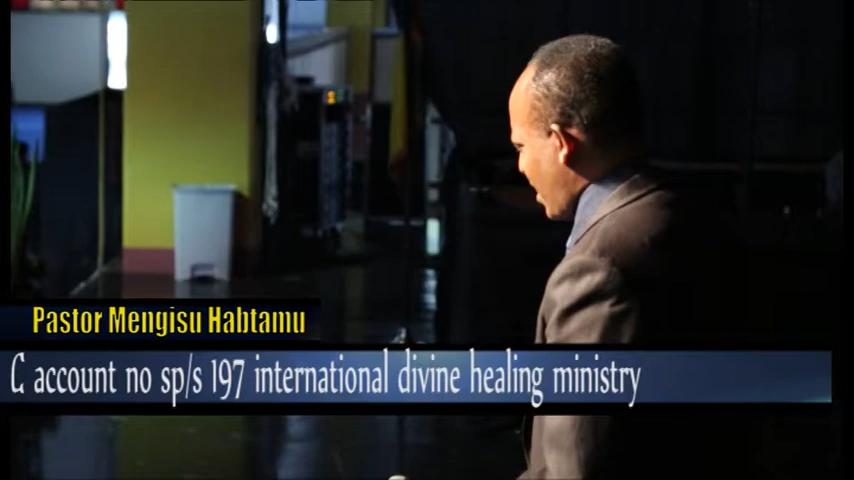 Pastor Mengisu Habtamu
account no sp/s 197 international divine healing ministry